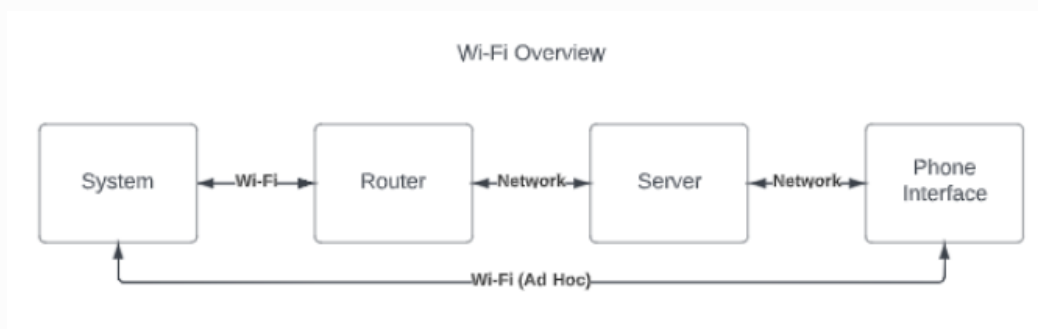 Wi-Fi Overview
System
Wi-Fi
Router
Network
Server
Network
Phone
Interface
Wi-Fi (Ad Hoc)